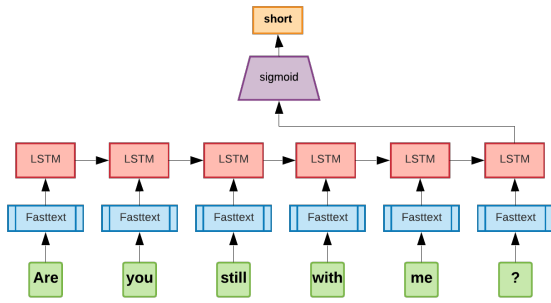 short
sigmoid
LSTM LSTM LSTM LSTM LSTM LSTM
Fasttext Fasttext Fasttext Fasttext Fasttext Fasttext
Are you still with me ?